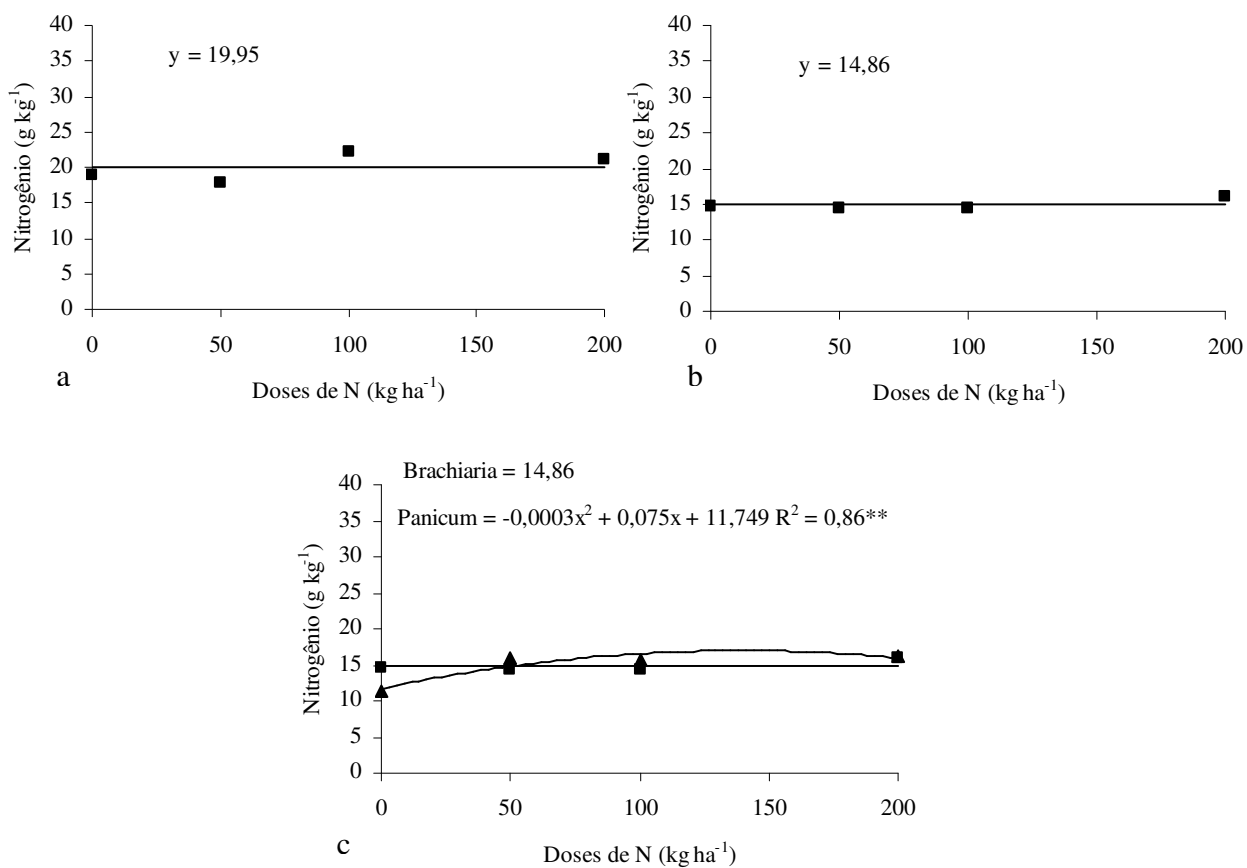 y = 19,95
Nitrogênio (g kg⁻¹)
40
35
30
25
20
15
10
5
0
0 50 100 150 200
Doses de N (kg ha⁻¹)
a
y = 14,86
Nitrogênio (g kg⁻¹)
40
35
30
25
20
15
10
5
0
0 50 100 150 200
Doses de N (kg ha⁻¹)
b
Brachiaria = 14,86
Panicum = -0,0003x² + 0,075x + 11,749 R² = 0,86**
Nitrogênio (g kg⁻¹)
40
35
30
25
20
15
10
5
0
0 50 100 150 200
Doses de N (kg ha⁻¹)
c